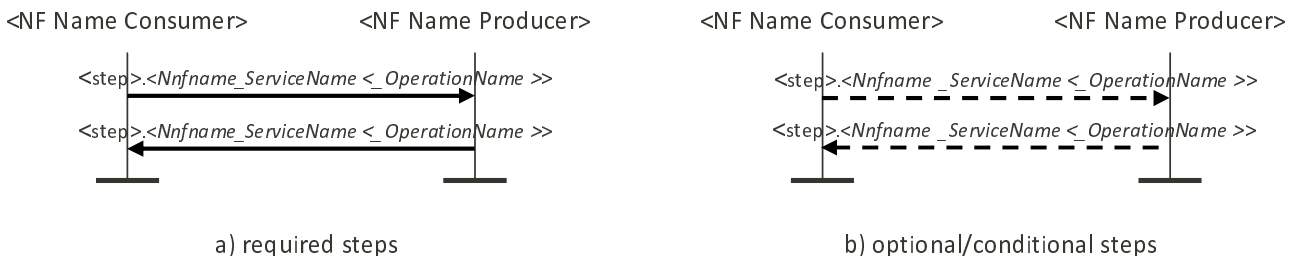 <NF Name Consumer> <NF Name Producer>
<step>.<Nnfname_ServiceName <_OperationName >>
<step>.<Nnfname_ServiceName <_OperationName >>
a) required steps
<NF Name Consumer> <NF Name Producer>
<step>.<Nnfname _ServiceName <_OperationName >>
<step>.<Nnfname _ServiceName <_OperationName >>
b) optional/conditional steps